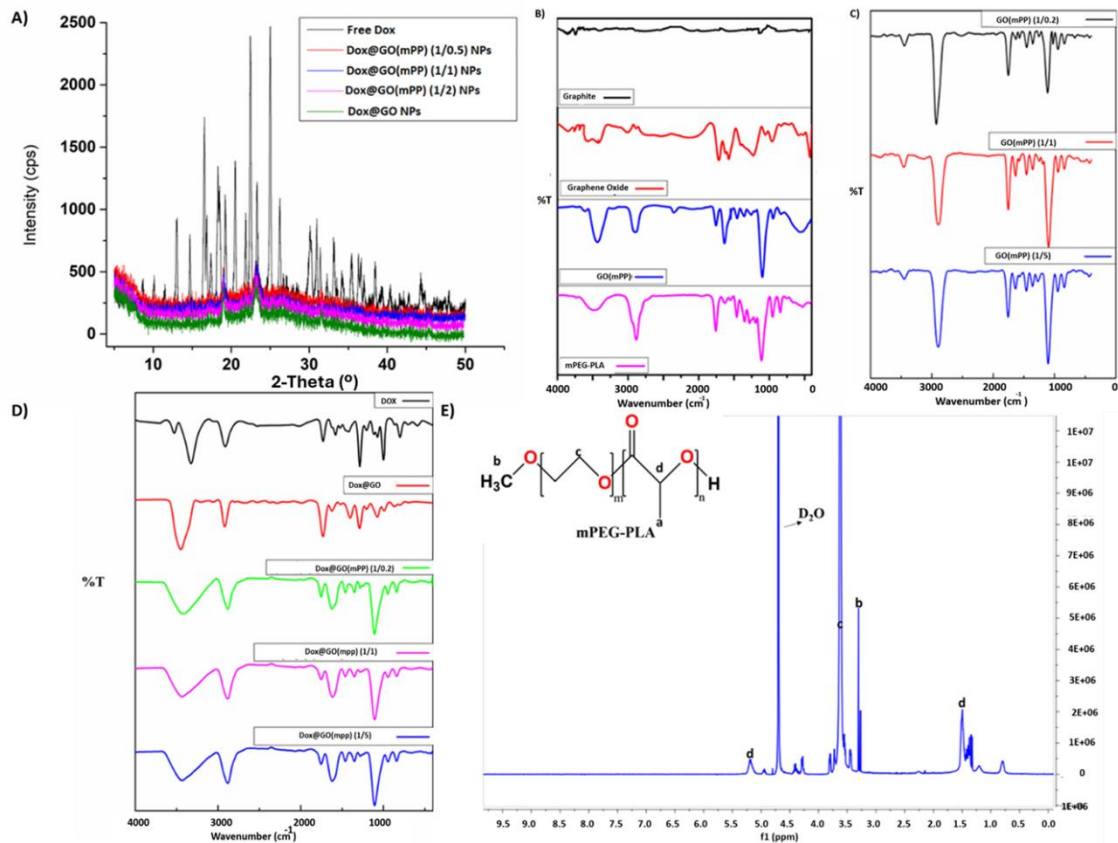 A)
2500
2000
1500
1000
500
0
Intensity (cps)
Free Dox
Dox@GO(mPP) (1/0.5) NPs
Dox@GO(mPP) (1/1) NPs
Dox@GO(mPP) (1/2) NPs
Dox@GO NPs
10 20 30 40 50
2-Theta (º)
B)
Graphite
Graphene Oxide
%T
GO(mPP)
mPEG-PLA
4000 3000 2000 1000 0
Wavenumber (cm-1)
C)
GO(mPP) (1/0.2)
GO(mPP) (1/1)
%T
GO(mPP) (1/5)
4000 3000 2000 1000 0
Wavenumber (cm-1)
D)
DOX
Dox@GO
Dox@GO(mPP) (1/0.2)
%T
Dox@GO(mpp) (1/1)
Dox@GO(mpp) (1/5)
4000 3000 2000 1000
Wavenumber (cm-1)
E)
b
H3C
O
c
O
m
O
d
a
O
H
n
mPEG-PLA
D2O
c
b
d
d
1E+07
1E+07
9E+06
8E+06
7E+06
6E+06
5E+06
4E+06
3E+06
2E+06
1E+06
0
-1E+06
9.5 9.0 8.5 8.0 7.5 7.0 6.5 6.0 5.5 5.0 4.5 4.0 3.5 3.0 2.5 2.0 1.5 1.0 0.5 0.0
f1 (ppm)